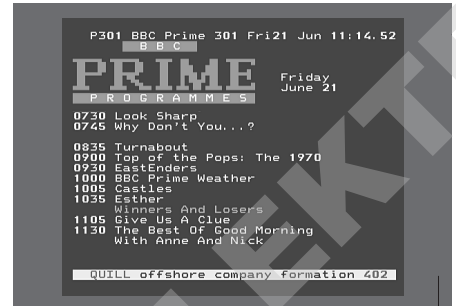 P301 BBC Prime 301 Fri21 Jun 11:14.52
BBC
PRIME
PROGRAMMES
Friday
June 21
0730 Look Sharp
0745 Why Don't You...?
0835 Turnabout
0900 Top of the Pops: The 1970
0930 EastEnders
1000 BBC Prime Weather
1005 Castles
1035 Esther
Winners And Losers
1105 Give Us A Clue
1130 The Best Of Good Morning
With Anne And Nick
QUILL offshore company formation 402